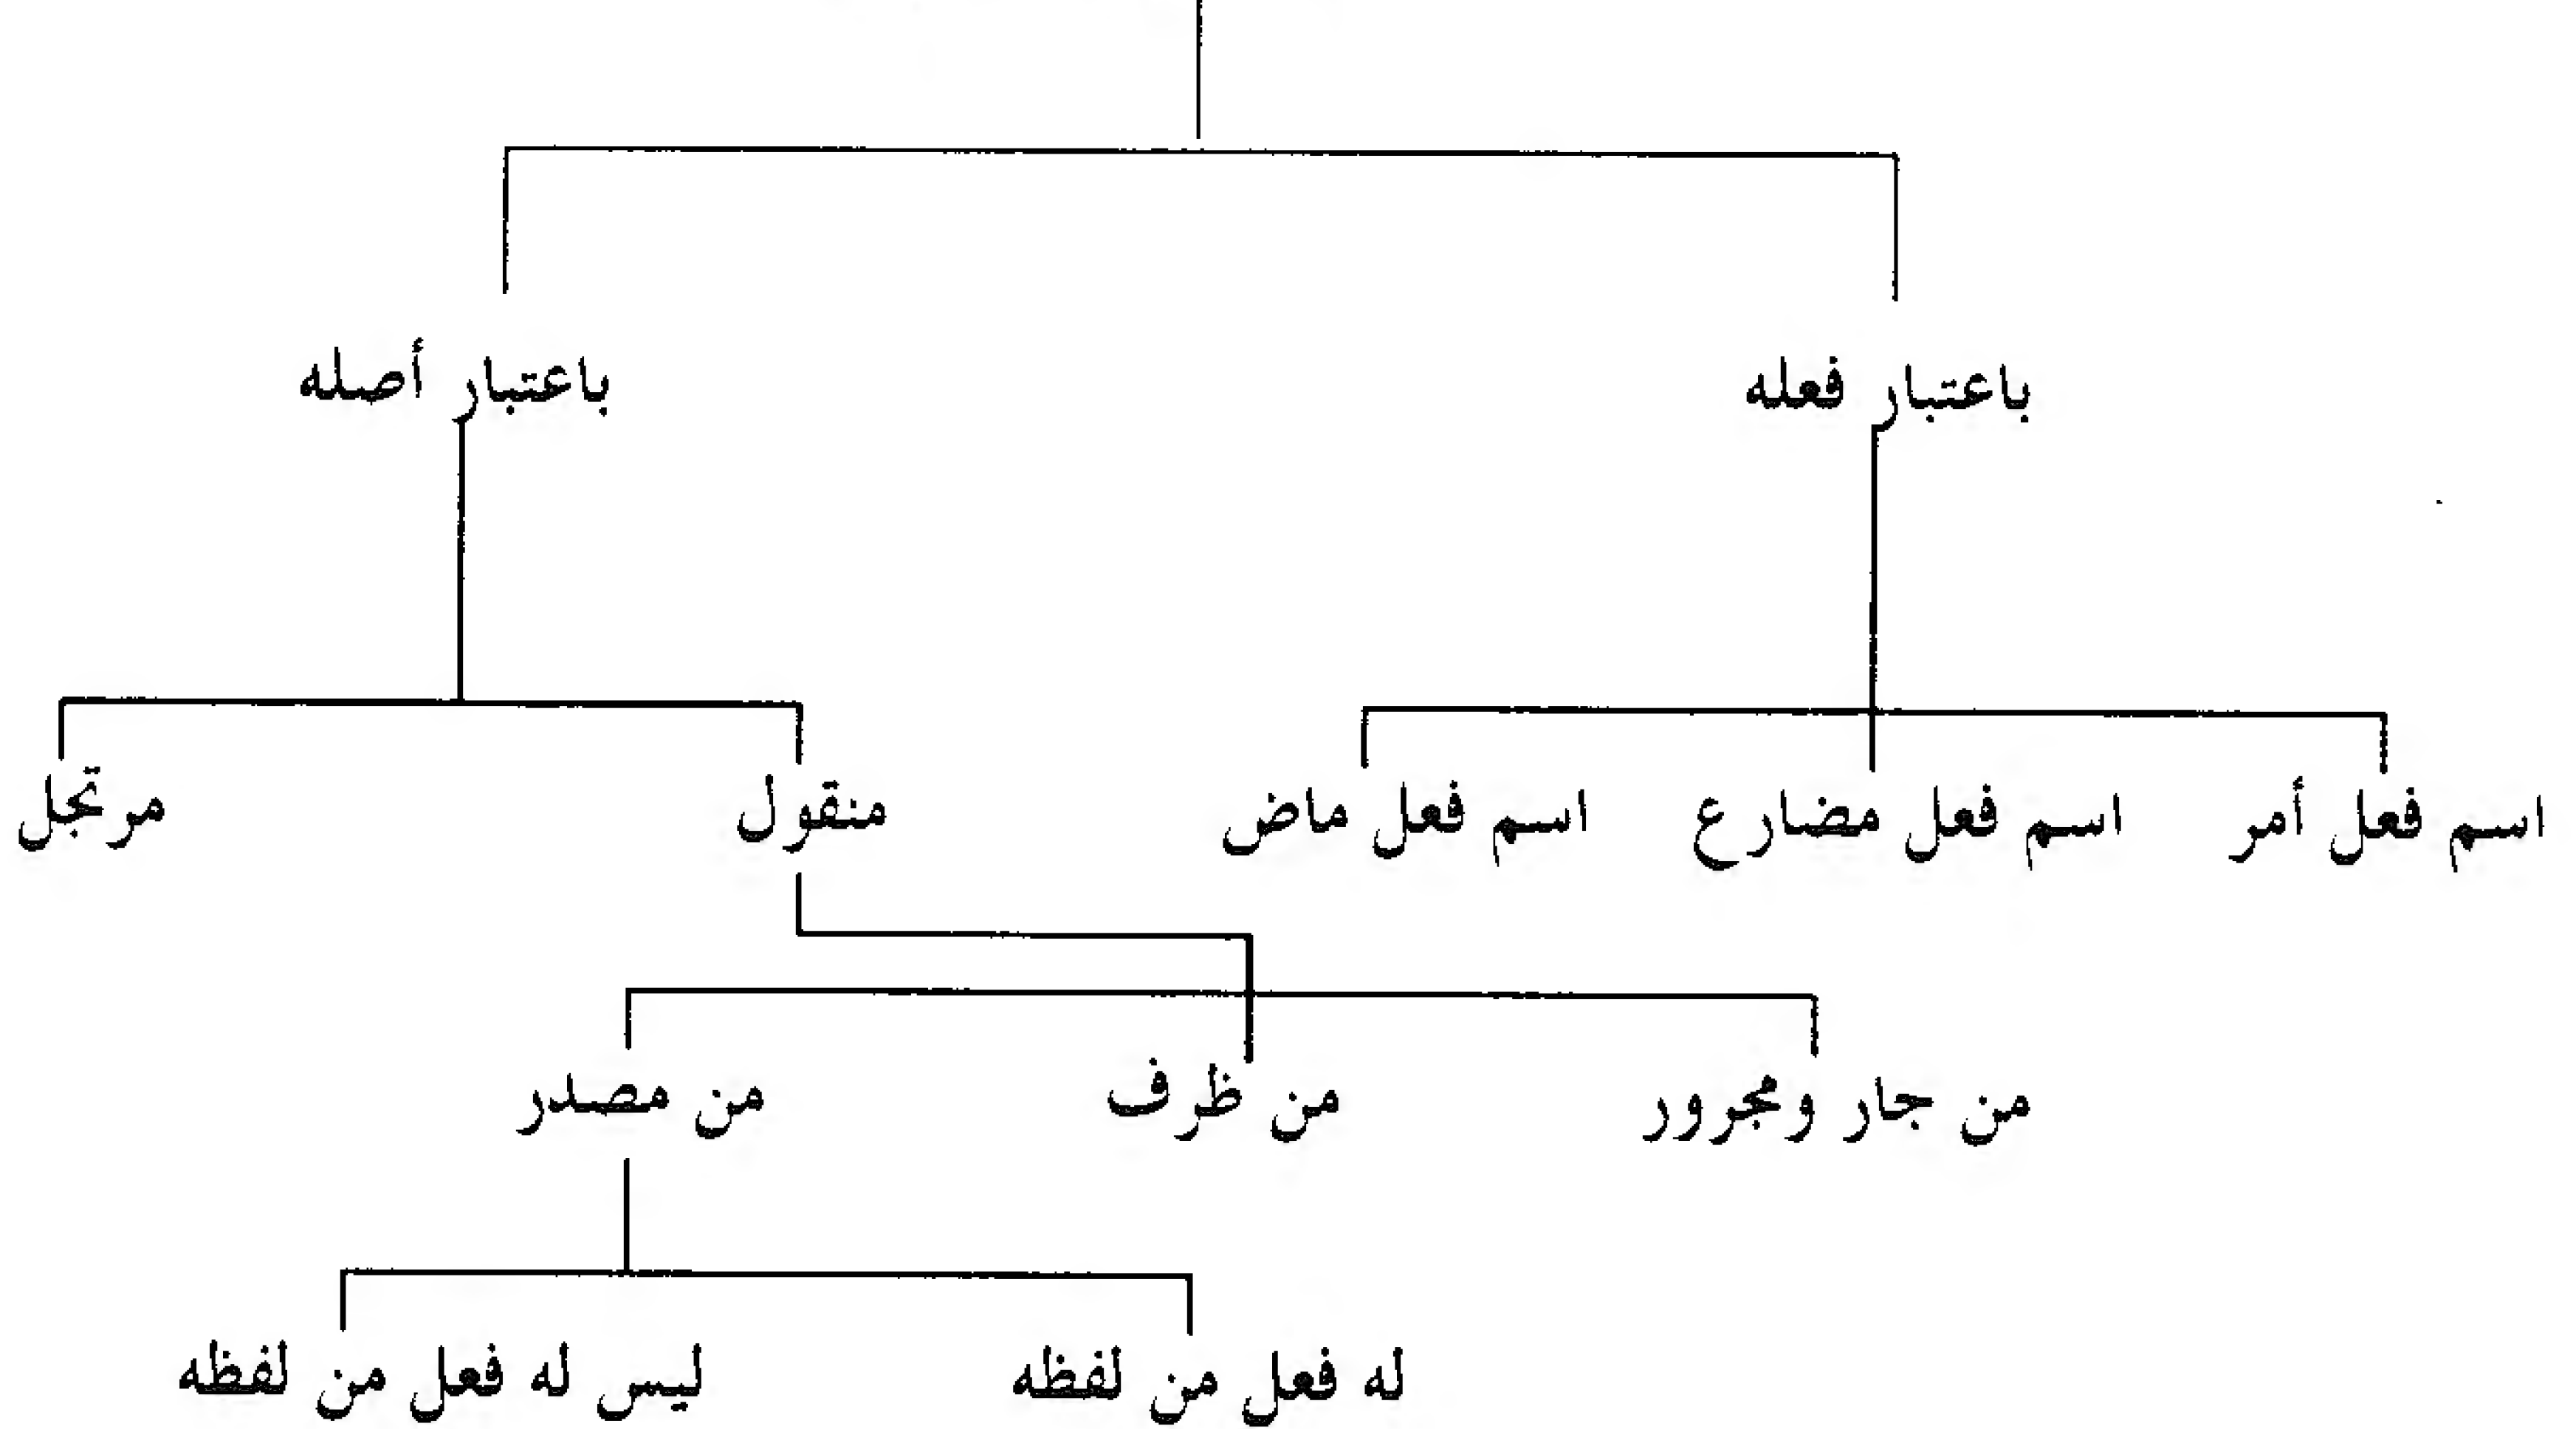 باعتبار فعله باعتبار أصله
اسم فعل أمر اسم فعل مضارع اسم فعل ماض منقول مرتجل
من جار ومجرور من ظرف من مصدر
له فعل من لفظه ليس له فعل من لفظه